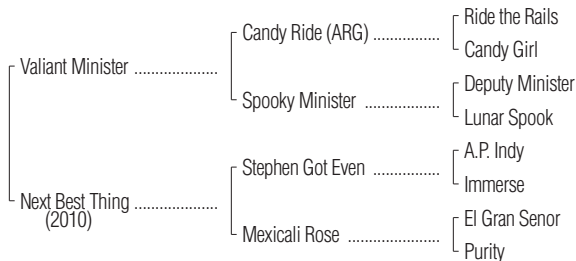 Ride the Rails
Candy Ride (ARG) ................
Candy Girl
Valiant Minister ....................
Deputy Minister
Spooky Minister ..................
Lunar Spook
A.P. Indy
Stephen Got Even ...............
Immerse
Next Best Thing ....................
(2010)
El Gran Senor
Mexicali Rose ......................
Purity